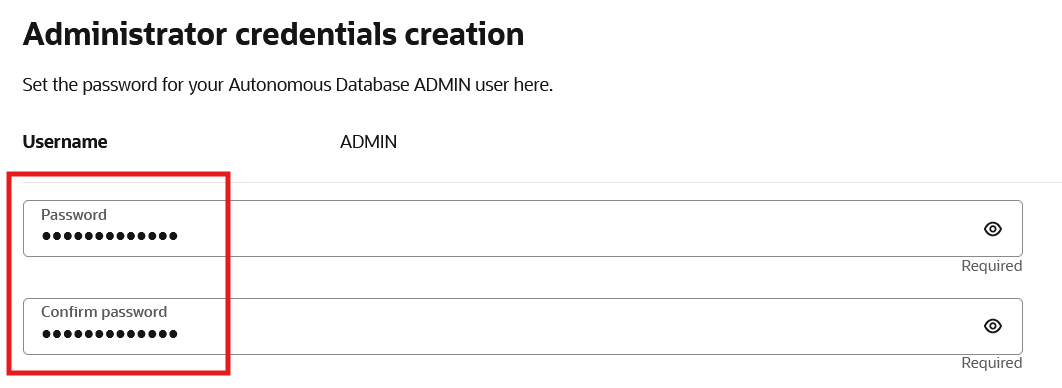 Administrator credentials creation
Set the password for your Autonomous Database ADMIN user here.
Username ADMIN
Password
•••••••••••••
Required
Confirm password
•••••••••••••
Required